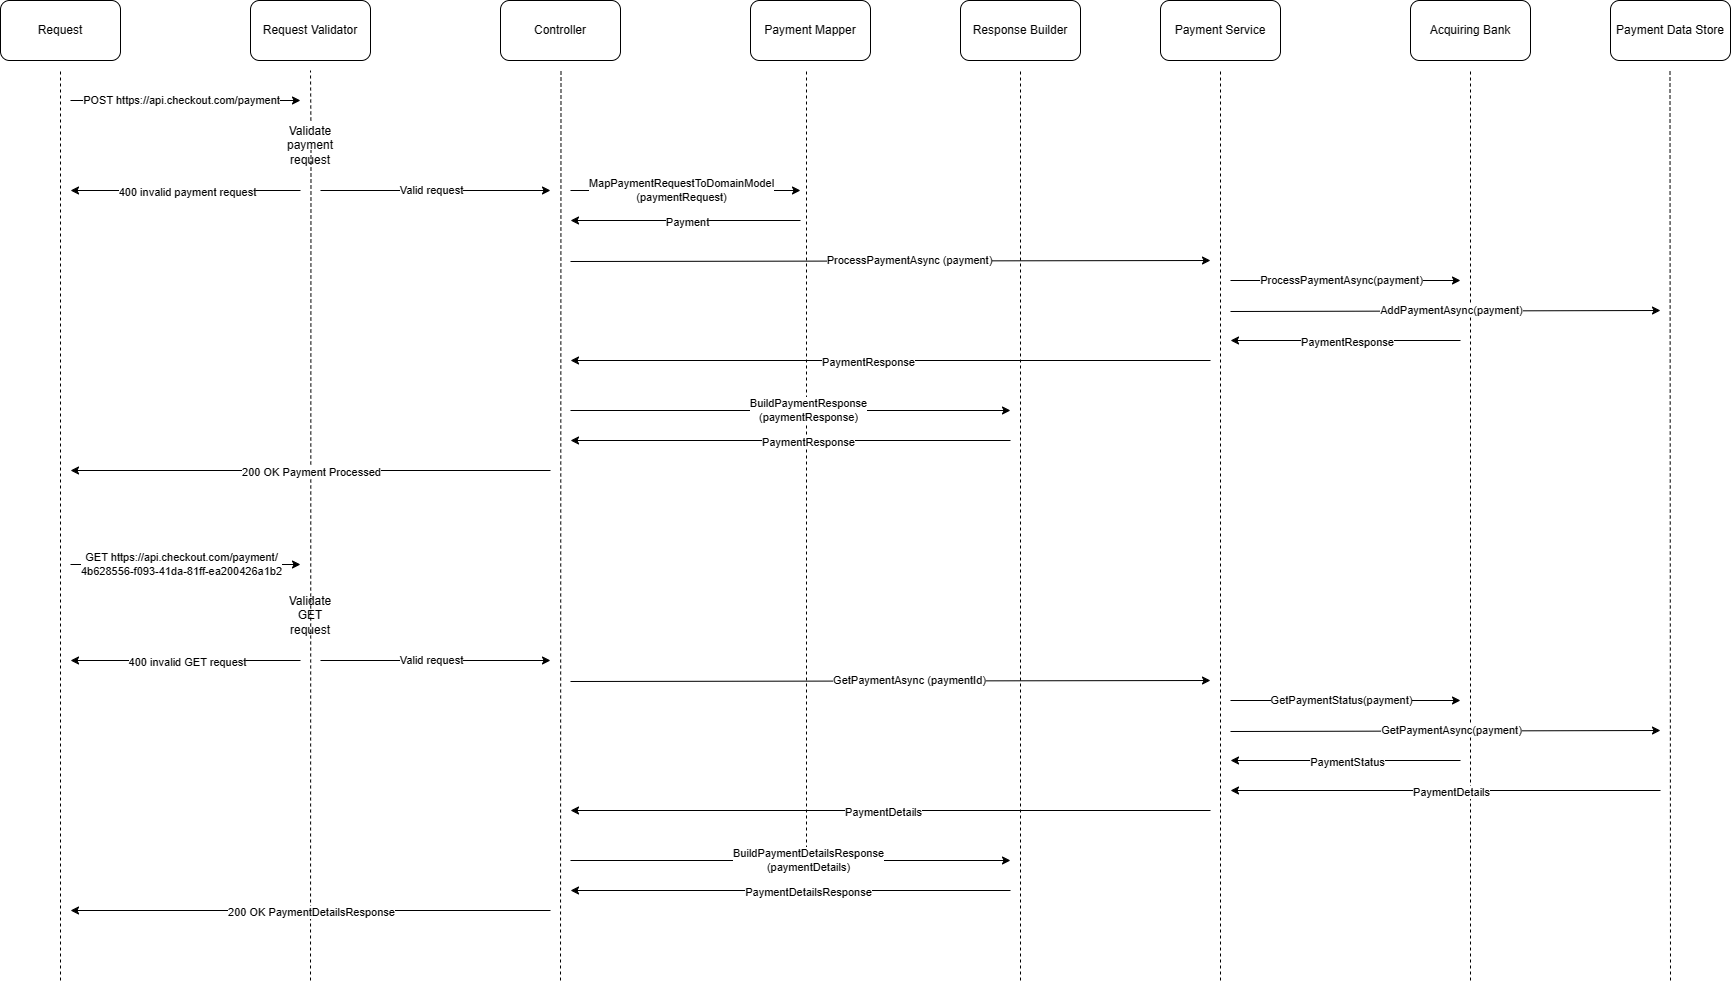 Request
Request Validator
Controller
Payment Mapper
Response Builder
Payment Service
Acquiring Bank
Payment Data Store
POST https://api.checkout.com/payment
Validate
payment
request
400 invalid payment request
Valid request
MapPaymentRequestToDomainModel
(paymentRequest)
Payment
ProcessPaymentAsync (payment)
ProcessPaymentAsync(payment)
AddPaymentAsync(payment)
PaymentResponse
PaymentResponse
BuildPaymentResponse
(paymentResponse)
PaymentResponse
200 OK Payment Processed
GET https://api.checkout.com/payment/
4b628556-f093-41da-81ff-ea200426a1b2
Validate
GET
request
400 invalid GET request
Valid request
GetPaymentAsync (paymentId)
GetPaymentStatus(payment)
GetPaymentAsync(payment)
PaymentStatus
PaymentDetails
PaymentDetails
BuildPaymentDetailsResponse
(paymentDetails)
PaymentDetailsResponse
200 OK PaymentDetailsResponse